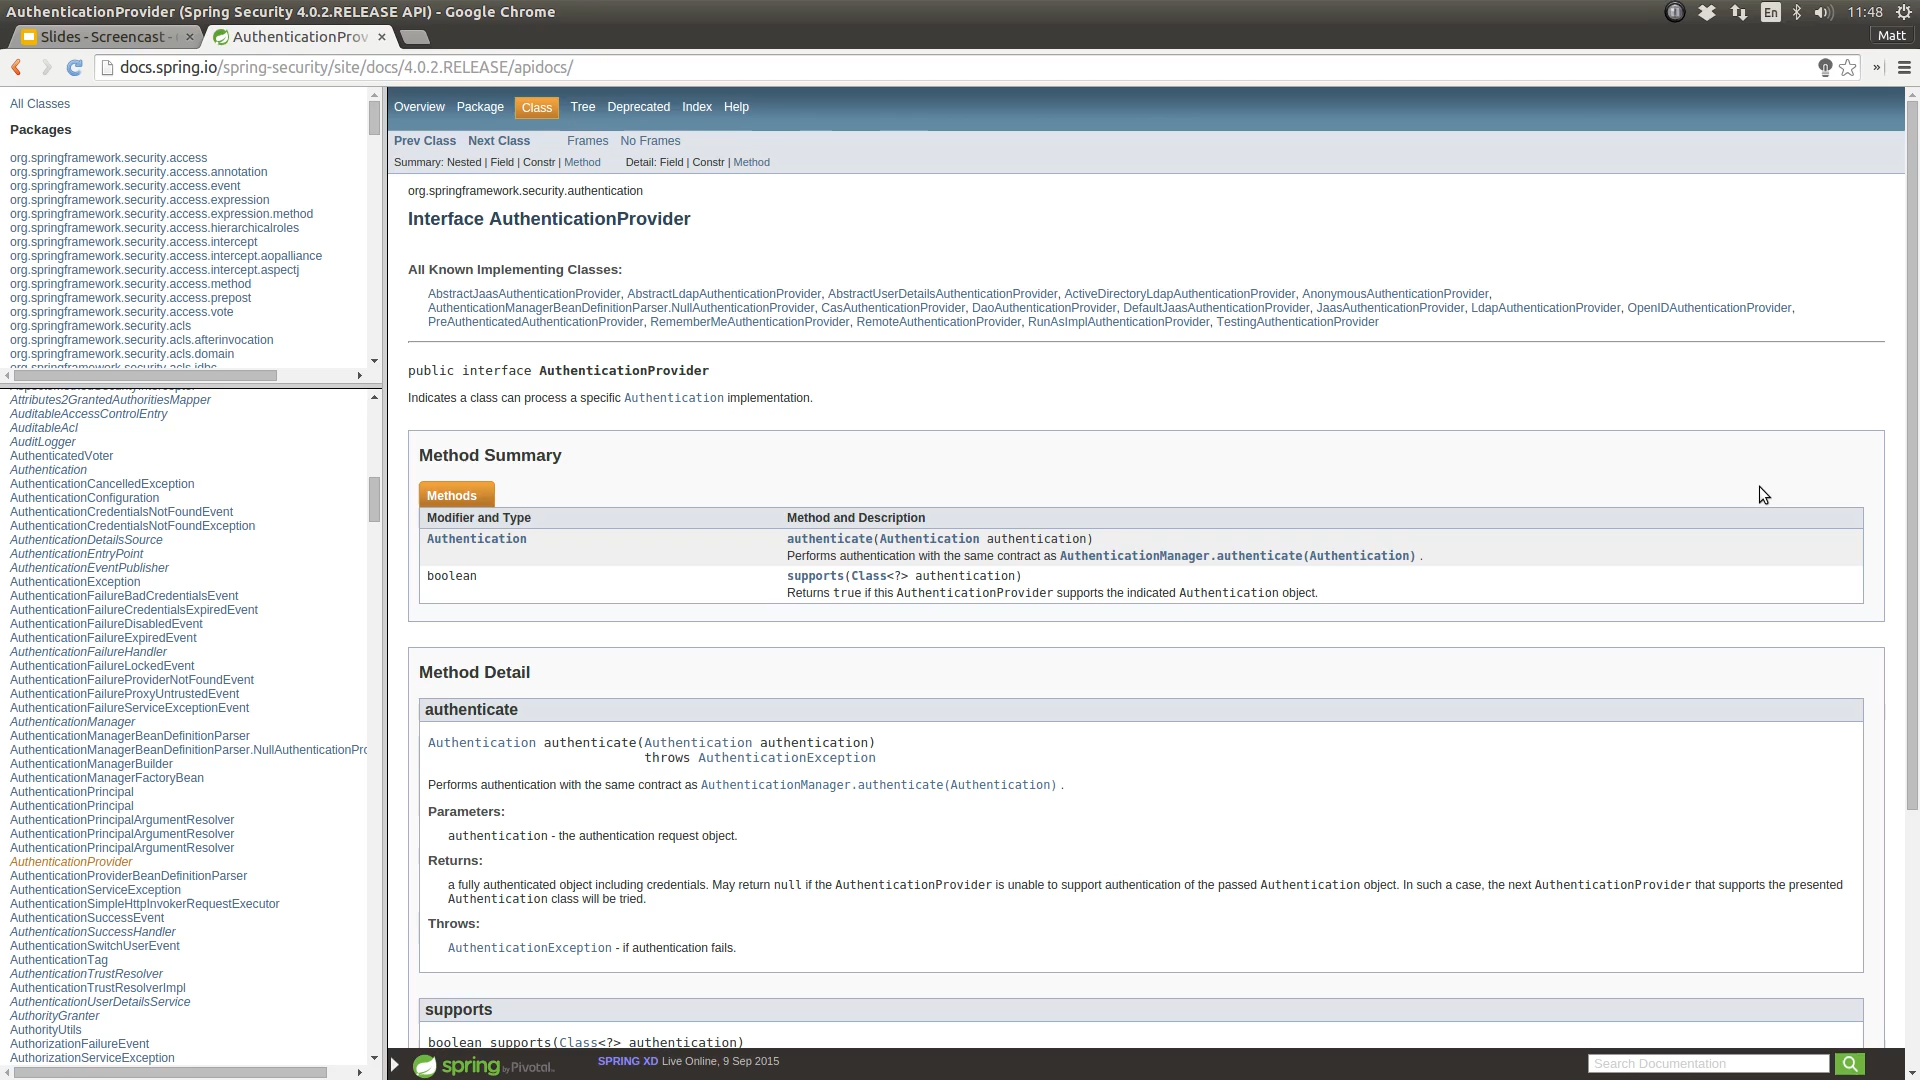 AuthenticationProvider (Spring Security 4.0.2.RELEASE API) - Google Chrome
En
11:48
Slides - Screencast -
AuthenticationProv
Matt
docs.spring.io/spring-security/site/docs/4.0.2.RELEASE/apidocs/
All Classes
Packages
org.springframework.security.access
org.springframework.security.access.annotation
org.springframework.security.access.event
org.springframework.security.access.expression
org.springframework.security.access.expression.method
org.springframework.security.access.hierarchicalroles
org.springframework.security.access.intercept
org.springframework.security.access.intercept.aopalliance
org.springframework.security.access.intercept.aspectj
org.springframework.security.access.method
org.springframework.security.access.prepost
org.springframework.security.access.vote
org.springframework.security.acls
org.springframework.security.acls.afterinvocation
org.springframework.security.acls.domain
org.springframework.security.acls.jdbc
Attributes2GrantedAuthoritiesMapper
AuditableAccessControlEntry
AuditableAcl
AuditLogger
AuthenticatedVoter
Authentication
AuthenticationCancelledException
AuthenticationConfiguration
AuthenticationCredentialsNotFoundEvent
AuthenticationCredentialsNotFoundException
AuthenticationDetailsSource
AuthenticationEntryPoint
AuthenticationEventPublisher
AuthenticationException
AuthenticationFailureBadCredentialsEvent
AuthenticationFailureCredentialsExpiredEvent
AuthenticationFailureDisabledEvent
AuthenticationFailureExpiredEvent
AuthenticationFailureHandler
AuthenticationFailureLockedEvent
AuthenticationFailureProviderNotFoundEvent
AuthenticationFailureProxyUntrustedEvent
AuthenticationFailureServiceExceptionEvent
AuthenticationManager
AuthenticationManagerBeanDefinitionParser
AuthenticationManagerBeanDefinitionParser.NullAuthenticationPro
AuthenticationManagerBuilder
AuthenticationManagerFactoryBean
AuthenticationPrincipal
AuthenticationPrincipal
AuthenticationPrincipalArgumentResolver
AuthenticationPrincipalArgumentResolver
AuthenticationPrincipalArgumentResolver
AuthenticationProvider
AuthenticationProviderBeanDefinitionParser
AuthenticationServiceException
AuthenticationSimpleHttpInvokerRequestExecutor
AuthenticationSuccessEvent
AuthenticationSuccessHandler
AuthenticationSwitchUserEvent
AuthenticationTag
AuthenticationTrustResolver
AuthenticationTrustResolverImpl
AuthenticationUserDetailsService
AuthorityGranter
AuthorityUtils
AuthorizationFailureEvent
AuthorizationServiceException
Overview Package Class Tree Deprecated Index Help
Prev Class Next Class Frames No Frames
Summary: Nested | Field | Constr | Method Detail: Field | Constr | Method
org.springframework.security.authentication
Interface AuthenticationProvider
All Known Implementing Classes:
AbstractJaasAuthenticationProvider, AbstractLdapAuthenticationProvider, AbstractUserDetailsAuthenticationProvider, ActiveDirectoryLdapAuthenticationProvider, AnonymousAuthenticationProvider,
AuthenticationManagerBeanDefinitionParser.NullAuthenticationProvider, CasAuthenticationProvider, DaoAuthenticationProvider, DefaultJaasAuthenticationProvider, JaasAuthenticationProvider, LdapAuthenticationProvider, OpenIDAuthenticationProvider,
PreAuthenticatedAuthenticationProvider, RememberMeAuthenticationProvider, RemoteAuthenticationProvider, RunAsImplAuthenticationProvider, TestingAuthenticationProvider
public interface AuthenticationProvider
Indicates a class can process a specific Authentication implementation.
Method Summary
Methods
Modifier and Type Method and Description
Authentication authenticate(Authentication authentication)
Performs authentication with the same contract as AuthenticationManager.authenticate(Authentication) .
boolean supports(Class<?> authentication)
Returns true if this AuthenticationProvider supports the indicated Authentication object.
Method Detail
authenticate
Authentication authenticate(Authentication authentication)
throws AuthenticationException
Performs authentication with the same contract as AuthenticationManager.authenticate(Authentication) .
Parameters:
authentication - the authentication request object.
Returns:
a fully authenticated object including credentials. May return null if the AuthenticationProvider is unable to support authentication of the passed Authentication object. In such a case, the next AuthenticationProvider that supports the presented
Authentication class will be tried.
Throws:
AuthenticationException - if authentication fails.
supports
boolean supports(Class<?> authentication)
spring by Pivotal.
SPRING XD Live Online, 9 Sep 2015
Search Documentation